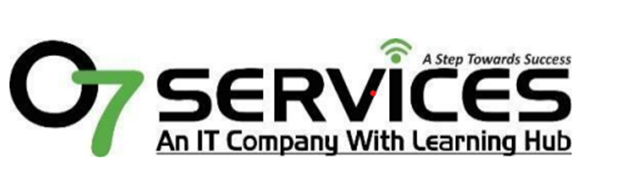 A Step Towards Success
O7 SERVICES
An IT Company With Learning Hub